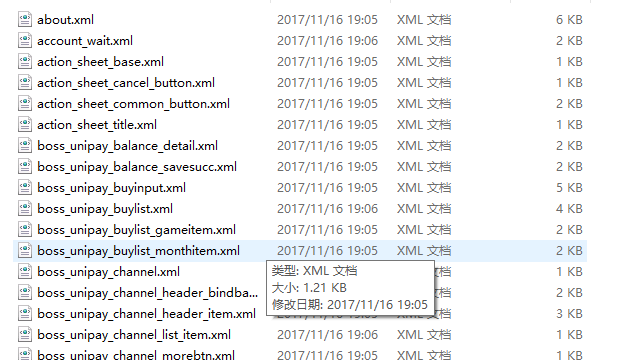 about.xml 2017/11/16 19:05 XML 文档 6 KB
account_wait.xml 2017/11/16 19:06 XML 文档 2 KB
action_sheet_base.xml 2017/11/16 19:05 XML 文档 1 KB
action_sheet_cancel_button.xml 2017/11/16 19:05 XML 文档 1 KB
action_sheet_common_button.xml 2017/11/16 19:05 XML 文档 2 KB
action_sheet_title.xml 2017/11/16 19:05 XML 文档 1 KB
boss_unipay_balance_detail.xml 2017/11/16 19:05 XML 文档 2 KB
boss_unipay_balance_savesucc.xml 2017/11/16 19:05 XML 文档 2 KB
boss_unipay_buyinput.xml 2017/11/16 19:05 XML 文档 5 KB
boss_unipay_buylist.xml 2017/11/16 19:06 XML 文档 4 KB
boss_unipay_buylist_gameitem.xml 2017/11/16 19:05 XML 文档 2 KB
boss_unipay_buylist_monthitem.xml 2017/11/16 19:05 XML 文档 2 KB
boss_unipay_channel.xml 1 KB
类型: XML 文档
boss_unipay_channel_header_bindba... 2 KB
大小: 1.21 KB
boss_unipay_channel_header_item.xml 3 KB
修改日期: 2017/11/16 19:05
boss_unipay_channel_list_item.xml 2017/11/16 19:06 XML 文档 1 KB
boss_unipay_channel_morebtn.xml 2017/11/16 19:05 XML 文档 1 KB